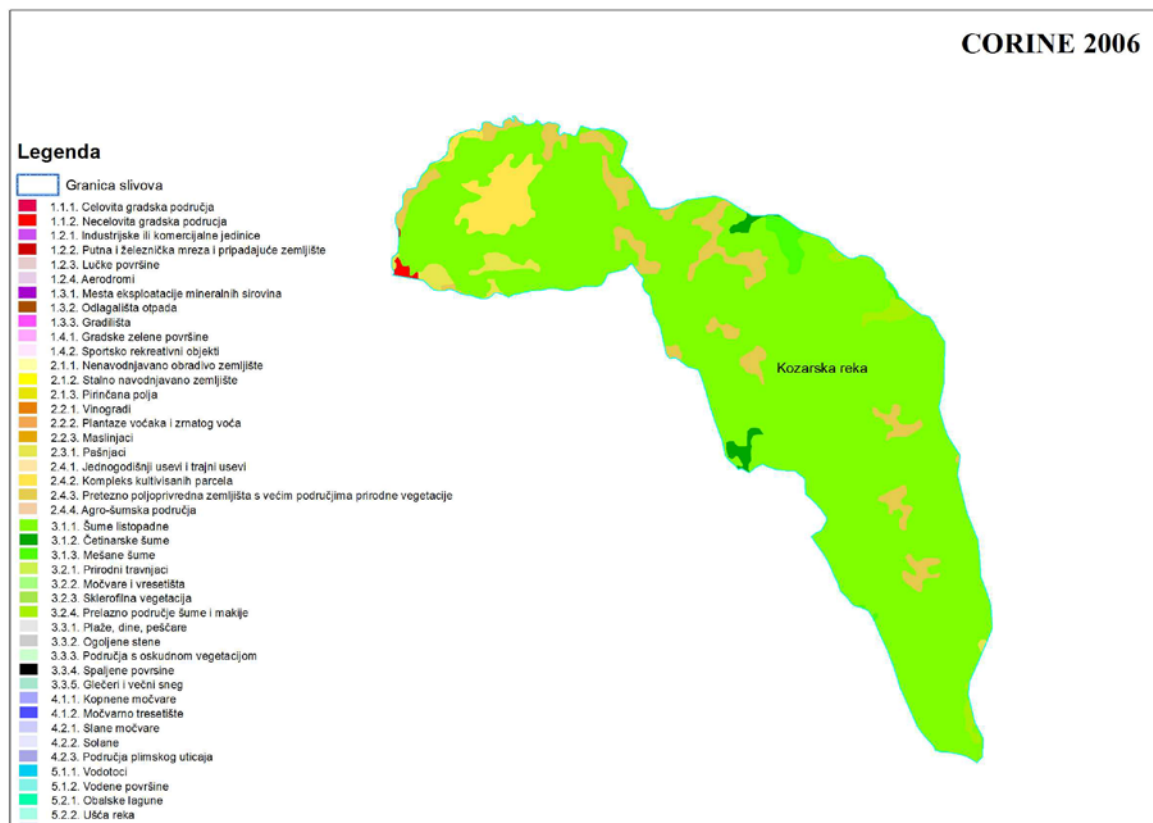 CORINE 2006
Legenda
Granica slivova
1.1.1. Celovita gradska područja
1.1.2. Necelovita gradska podrucja
1.2.1. Industrijske ili komercijalne jedinice
1.2.2. Putna i železnička mreza i pripadajuće zemljište
1.2.3. Lučke površine
1.2.4. Aerodromi
1.3.1. Mesta eksploatacije mineralnih sirovina
1.3.2. Odlagališta otpada
1.3.3. Gradilišta
1.4.1. Gradske zelene površine
1.4.2. Sportsko rekreativni objekti
2.1.1. Nenavodnjavano obradivo zemljište
2.1.2. Stalno navodnjavano zemljište
2.1.3. Pirinčana polja
2.2.1. Vinogradi
2.2.2. Plantaze voćaka i zrnatog voća
2.2.3. Maslinjaci
2.3.1. Pašnjaci
2.4.1. Jednogodišnji usevi i trajni usevi
2.4.2. Kompleks kultivisanih parcela
2.4.3. Pretezno poljoprivredna zemljišta s većim područjima prirodne vegetacije
2.4.4. Agro-šumska područja
3.1.1. Šume listopadne
3.1.2. Četinarske šume
3.1.3. Mešane šume
3.2.1. Prirodni travnjaci
3.2.2. Močvare i vresetišta
3.2.3. Sklerofilna vegetacija
3.2.4. Prelazno područje šume i makije
3.3.1. Plaže, dine, peščare
3.3.2. Ogoljene stene
3.3.3. Područja s oskudnom vegetacijom
3.3.4. Spaljene povrsine
3.3.5. Glečeri i večni sneg
4.1.1. Kopnene močvare
4.1.2. Močvarno tresetište
4.2.1. Slane močvare
4.2.2. Solane
4.2.3. Područja plimskog uticaja
5.1.1. Vodotoci
5.1.2. Vodene površine
5.2.1. Obalske lagune
5.2.2. Ušća reka
Kozarska reka